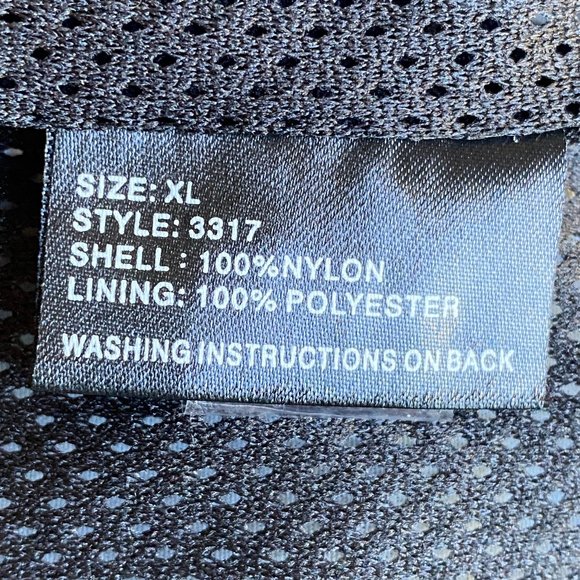 SIZE: XL
STYLE: 3317
SHELL : 100%NYLON
LINING: 100% POLYESTER
WASHING INSTRUCTIONS ON BACK